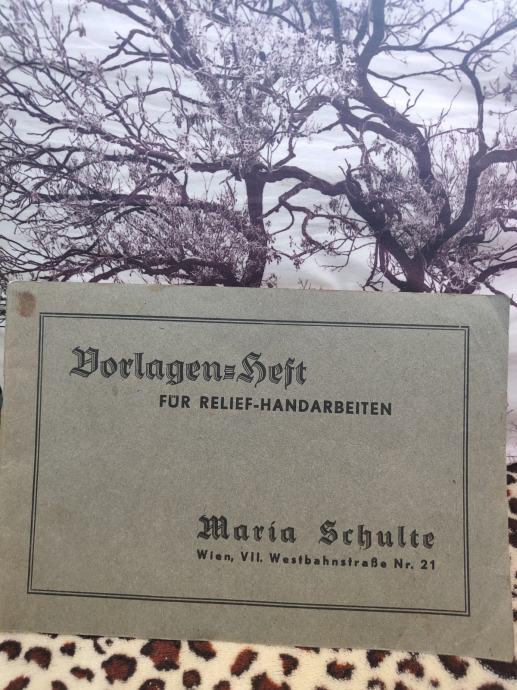 Vorlagen=Heft
FÜR RELIEF-HANDARBEITEN
Maria Schulte
Wien, VII. Westbahnstraße Nr. 21